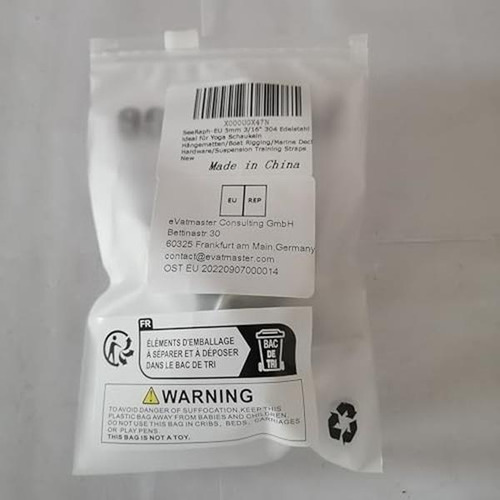 X000UGX47N
SeeRaph-EU 5mm 3/16" 304 Edelstahl
ideal für Yoga Schaukeln
Hängematten/Boat Rigging/Marine Deck
Hardware/Suspension Training Straps
New
Made in China
EU REP
eVatmaster Consulting GmbH
Bettinastr.30
60325 Frankfurt am Main,Germany
contact@evatmaster.com
OST EU 20220907000014
FR
ÉLÉMENTS D'EMBALLAGE
À SÉPARER ET À DÉPOSER
DANS LE BAC DE TRI
BAC
DE
TRI
WARNING
TO AVOID DANGER OF SUFFOCATION, KEEP THIS
PLASTIC BAG AWAY FROM BABIES AND CHILDREN.
DO NOT USE THIS BAG IN CRIBS, BEDS, CARRIAGES
OR PLAY PENS.
THIS BAG IS NOT A TOY.